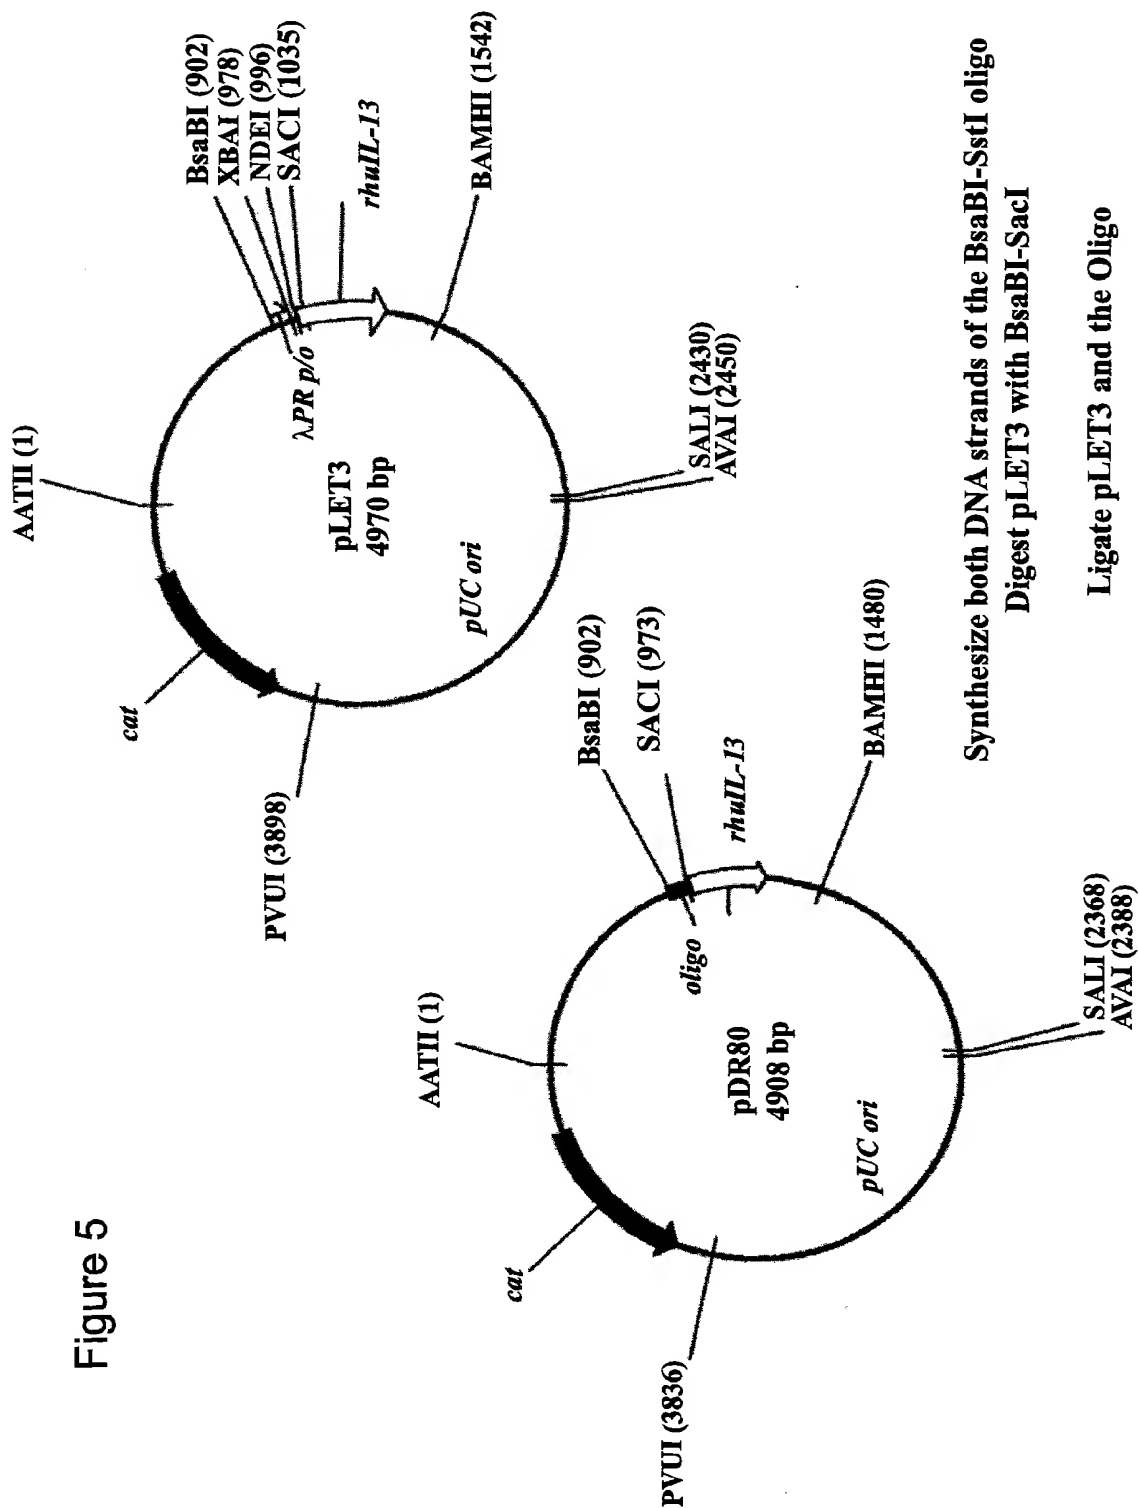 Figure 5
AATII (1)
cat
PVUI (3898)
pLET3
4970 bp
pUC ori
λPR p/o
BsaBI (902)
XBAI (978)
NDEI (996)
SACI (1035)
rhuIL-13
BAMHI (1542)
SALI (2430)
AVAI (2450)
AATII (1)
cat
PVUI (3836)
pDR80
4908 bp
pUC ori
oligo
BsaBI (902)
SACI (973)
rhuIL-13
BAMHI (1480)
SALI (2368)
AVAI (2388)
Synthesize both DNA strands of the BsaBI-SstI oligo
Digest pLET3 with BsaBI-SacI
Ligate pLET3 and the Oligo